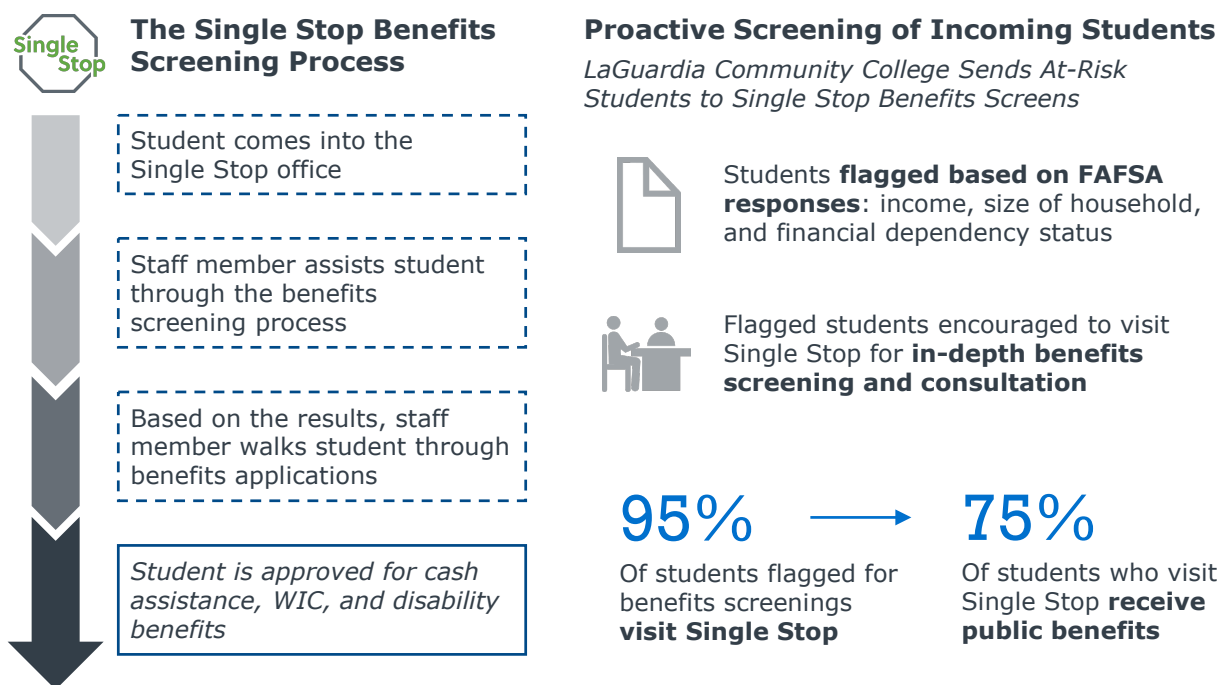 Single
Stop
The Single Stop Benefits
Screening Process
Student comes into the
Single Stop office
Staff member assists student
through the benefits
screening process
Based on the results, staff
member walks student through
benefits applications
Student is approved for cash
assistance, WIC, and disability
benefits
Proactive Screening of Incoming Students
LaGuardia Community College Sends At-Risk
Students to Single Stop Benefits Screens
Students flagged based on FAFSA
responses: income, size of household,
and financial dependency status
Flagged students encouraged to visit
Single Stop for in-depth benefits
screening and consultation
95%
Of students flagged for
benefits screenings
visit Single Stop
75%
Of students who visit
Single Stop receive
public benefits